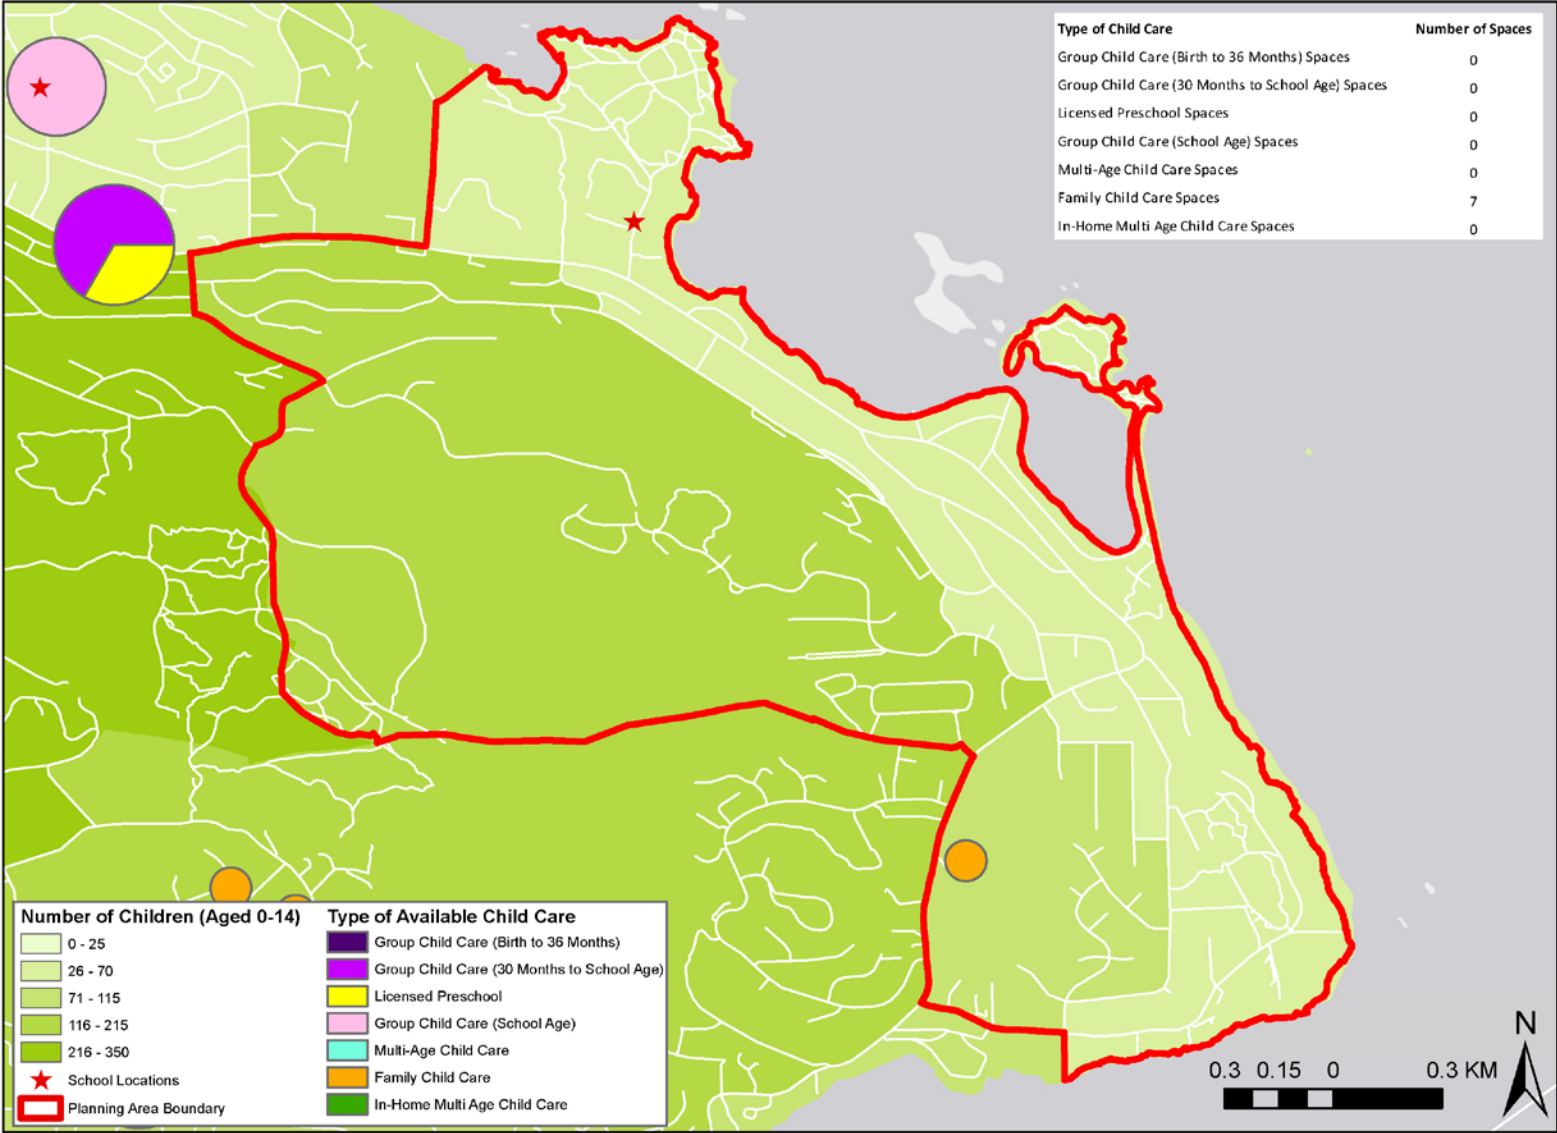 Type of Child Care Number of Spaces
Group Child Care (Birth to 36 Months) Spaces 0
Group Child Care (30 Months to School Age) Spaces 0
Licensed Preschool Spaces 0
Group Child Care (School Age) Spaces 0
Multi-Age Child Care Spaces 0
Family Child Care Spaces 7
In-Home Multi Age Child Care Spaces 0
Number of Children (Aged 0-14)
0 - 25
26 - 70
71 - 115
116 - 215
216 - 350
School Locations
Planning Area Boundary
Type of Available Child Care
Group Child Care (Birth to 36 Months)
Group Child Care (30 Months to School Age)
Licensed Preschool
Group Child Care (School Age)
Multi-Age Child Care
Family Child Care
In-Home Multi Age Child Care
N
0.3 0.15 0 0.3 KM